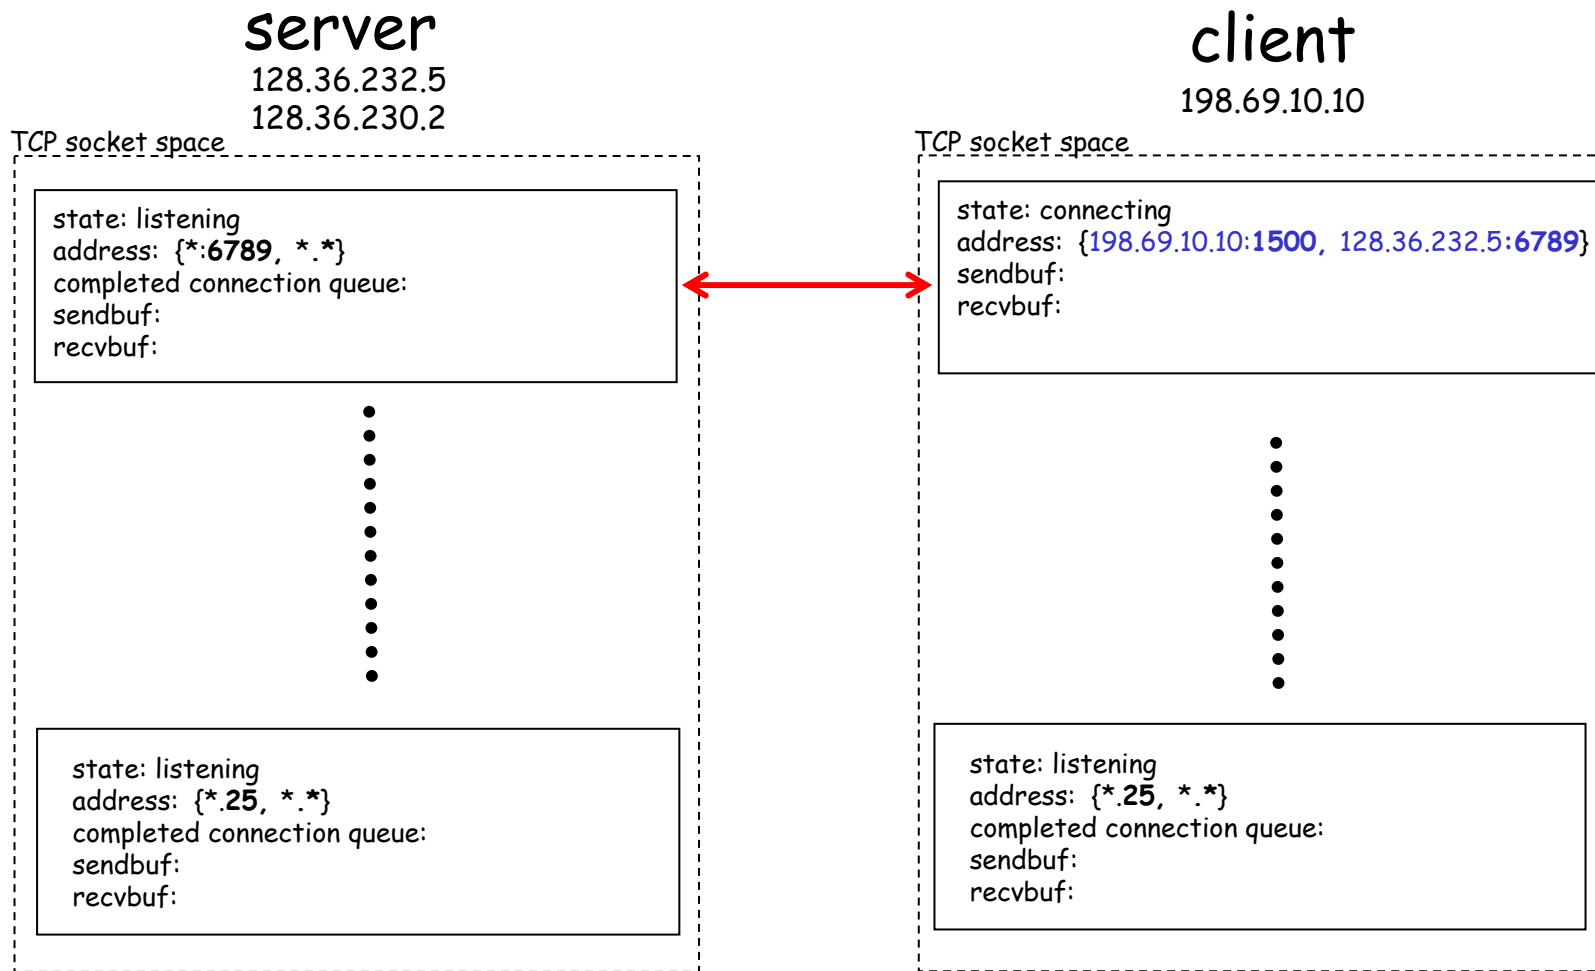 server
128.36.232.5
128.36.230.2
TCP socket space
state: listening
address: {*:6789, *.*}
completed connection queue:
sendbuf:
recvbuf:
state: listening
address: {*.25, *.*}
completed connection queue:
sendbuf:
recvbuf:
client
198.69.10.10
TCP socket space
state: connecting
address: {198.69.10.10:1500, 128.36.232.5:6789}
sendbuf:
recvbuf:
state: listening
address: {*.25, *.*}
completed connection queue:
sendbuf:
recvbuf: